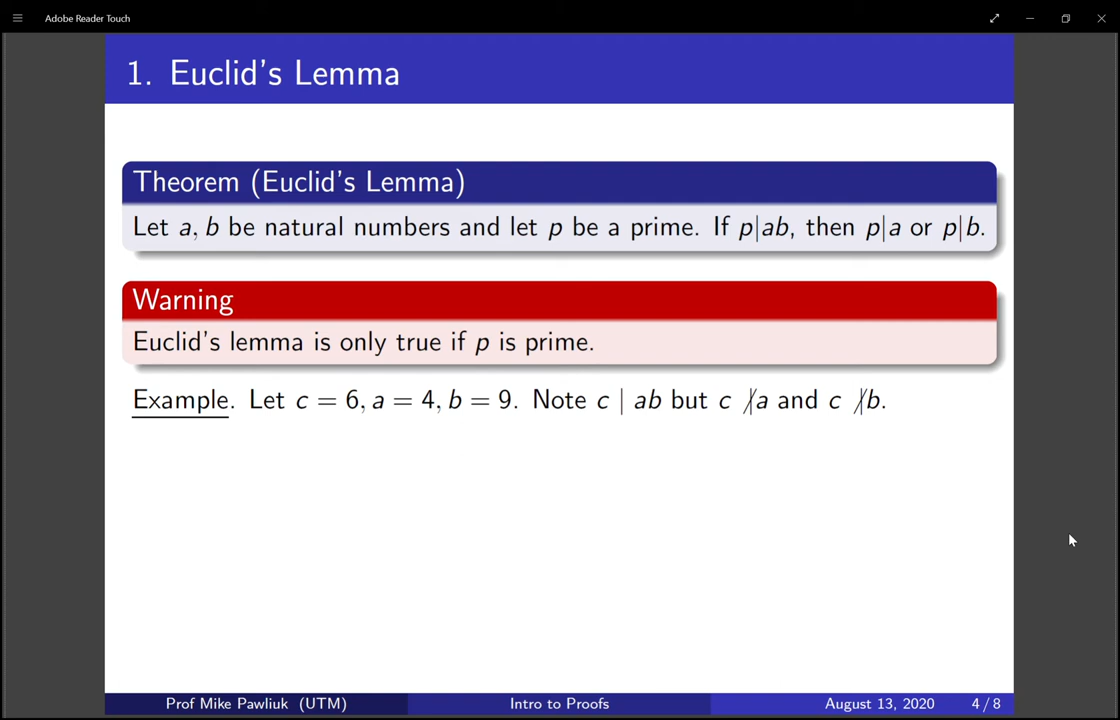 Adobe Reader Touch
1. Euclid's Lemma
Theorem (Euclid's Lemma)
Let a, b be natural numbers and let p be a prime. If p|ab, then p|a or p|b.
Warning
Euclid's lemma is only true if p is prime.
Example. Let c = 6, a = 4, b = 9. Note c | ab but c ∤a and c ∤b.
Prof Mike Pawliuk (UTM) Intro to Proofs August 13, 2020 4 / 8